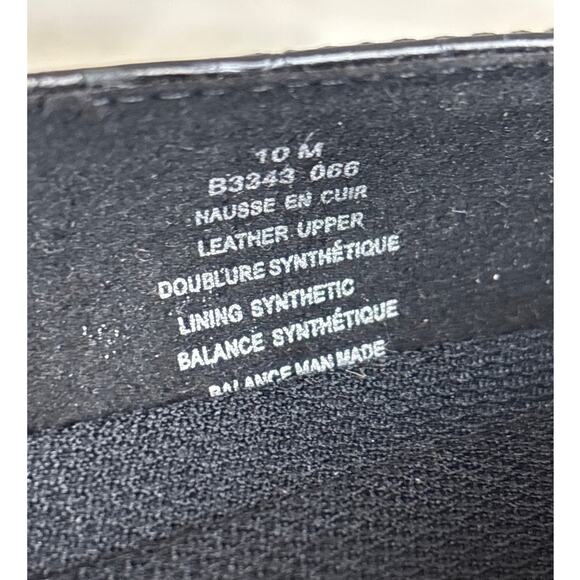 10 M
B3343 066
HAUSSE EN CUIR
LEATHER UPPER
DOUBLURE SYNTHÉTIQUE
LINING SYNTHETIC
BALANCE SYNTHÉTIQUE
BALANCE MAN MADE